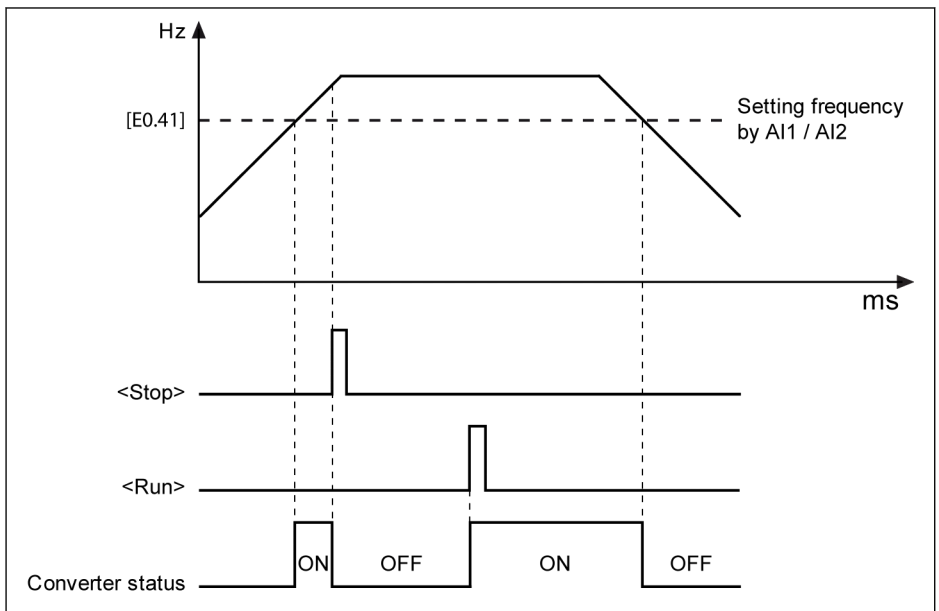 Hz
[E0.41]
Setting frequency
by AI1 / AI2
ms
<Stop>
<Run>
ON
OFF
ON
OFF
Converter status